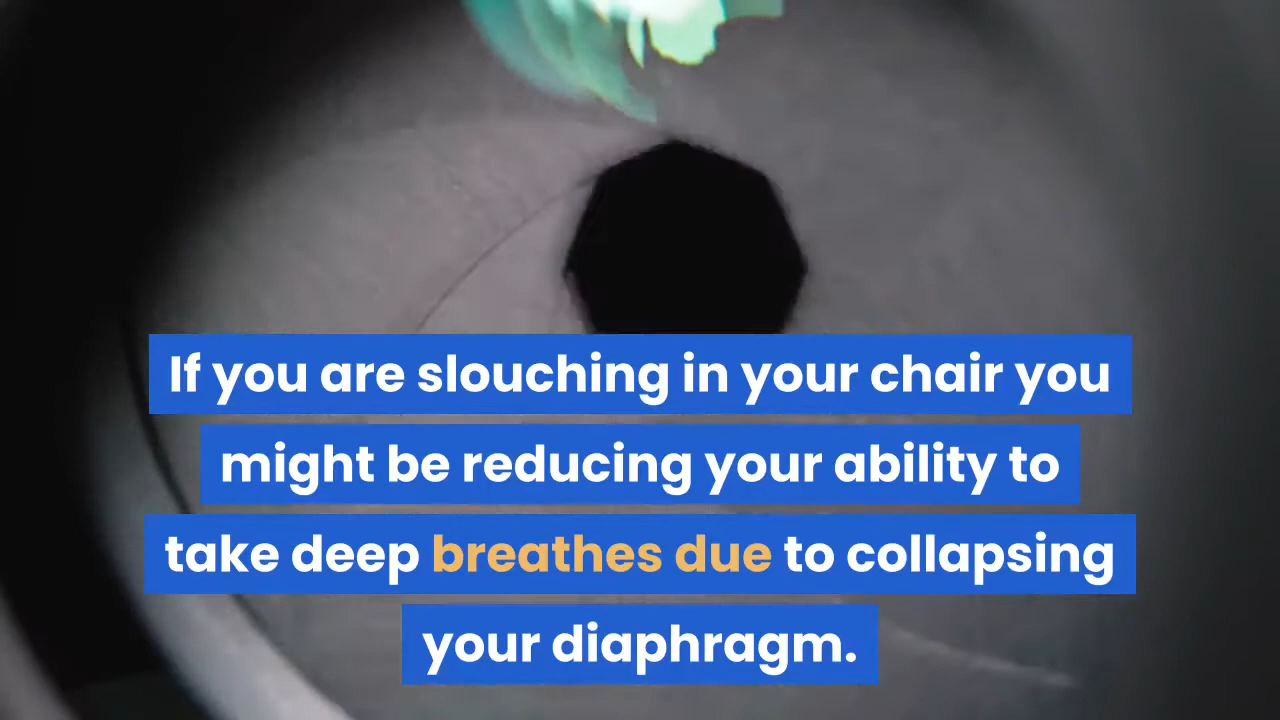 If you are slouching in your chair you
might be reducing your ability to
take deep breathes due to collapsing
your diaphragm.